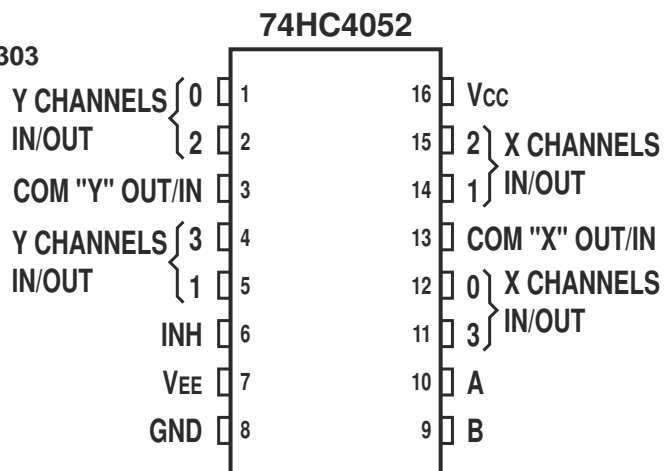 74HC4052
303
Y CHANNELS 0 1 16 VCC
IN/OUT 2 2 15 2 X CHANNELS
COM "Y" OUT/IN 3 14 1 IN/OUT
Y CHANNELS 3 4 13 COM "X" OUT/IN
IN/OUT 1 5 12 0 X CHANNELS
INH 6 11 3 IN/OUT
VEE 7 10 A
GND 8 9 B